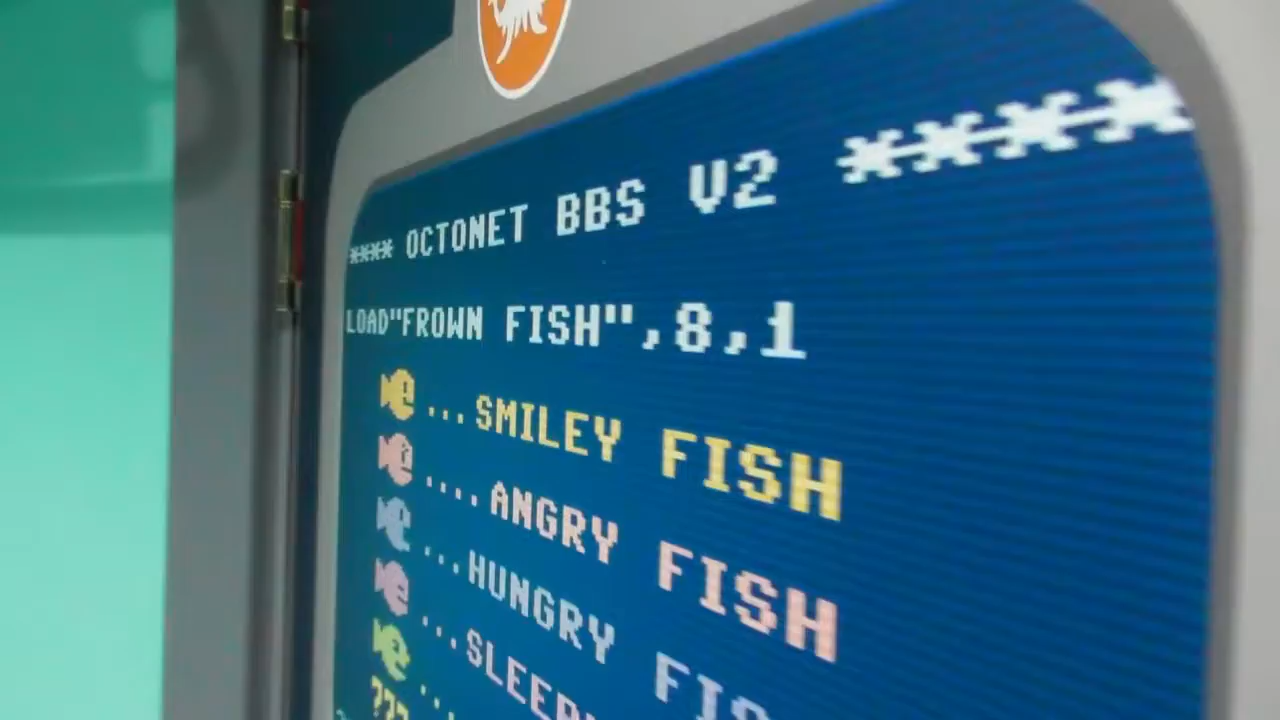 **** OCTONET BBS V2 ****
LOAD"FROWN FISH",8,1
...SMILEY FISH
....ANGRY FISH
...HUNGRY
...
..
???